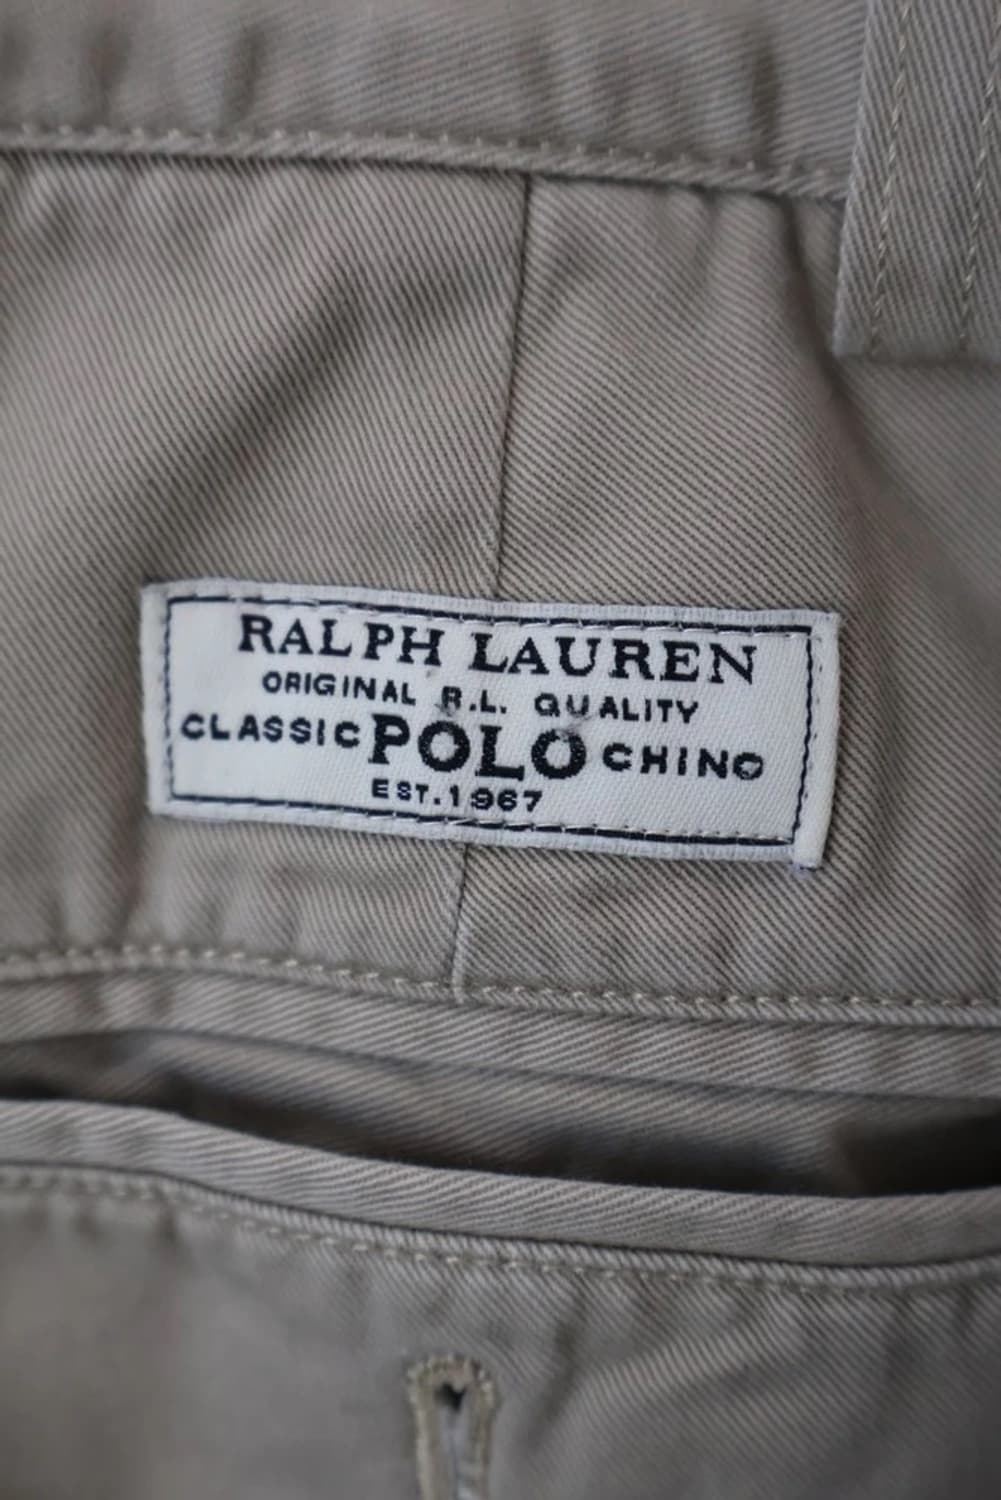 RALPH LAUREN
ORIGINAL R.L. QUALITY
CLASSIC POLO CHINO
EST.1967